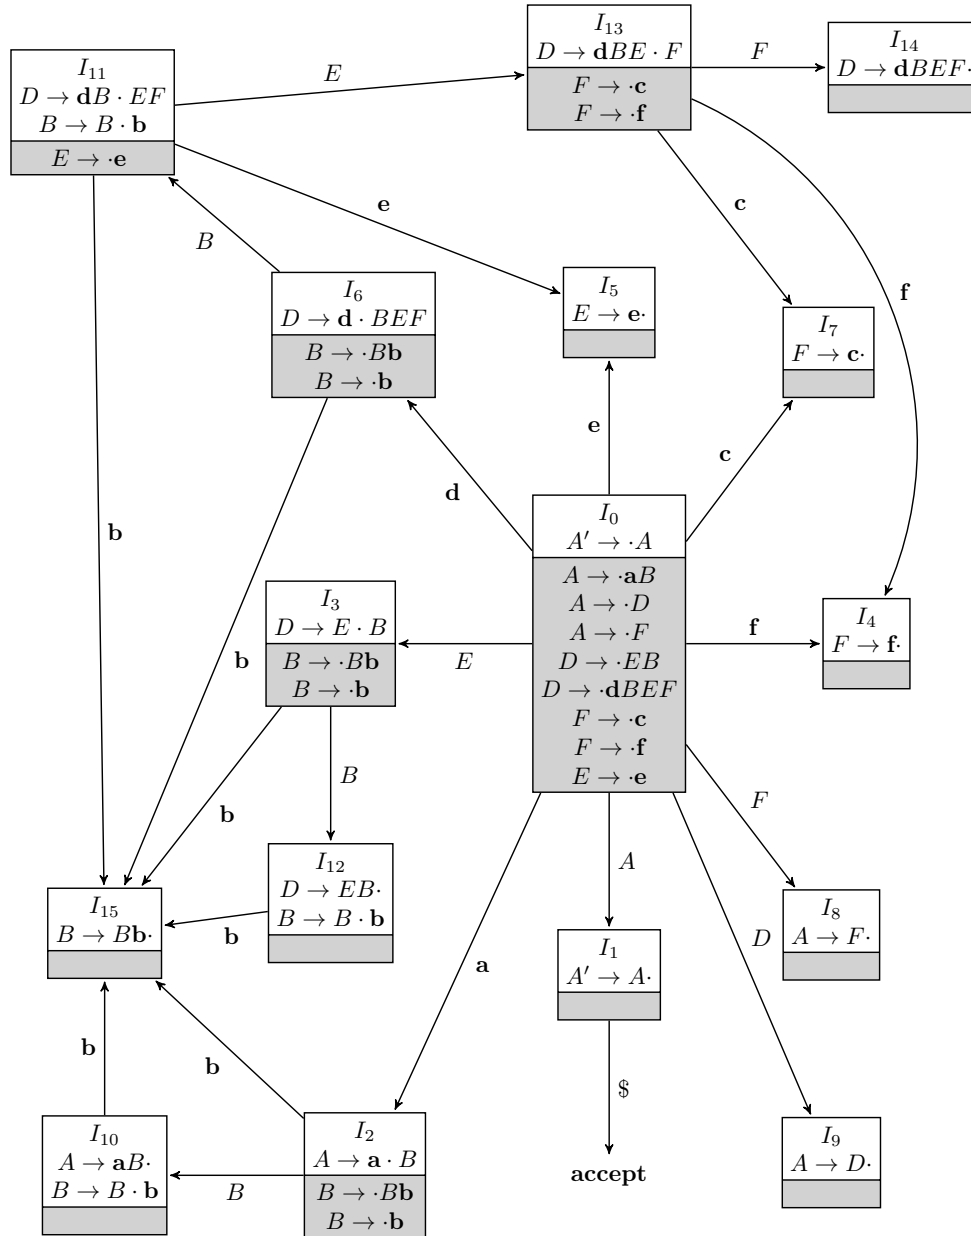 I₁₃
D → dBE · F
F → ·c
F → ·f
F
I₁₄
D → dBEF·
I₁₁
D → dB · EF
B → B · b
E → ·e
E
e
c
f
B
I₆
D → d · BEF
B → ·Bb
B → ·b
I₅
E → e·
I₇
F → c·
e
c
d
b
I₀
A′ → ·A
A → ·aB
A → ·D
A → ·F
D → ·EB
D → ·dBEF
F → ·c
F → ·f
E → ·e
I₃
D → E · B
B → ·Bb
B → ·b
E
b
f
I₄
F → f·
B
b
F
A
I₁₂
D → EB·
B → B · b
I₁₅
B → Bb·
b
I₈
A → F·
D
a
I₁
A′ → A·
b
b
$
I₁₀
A → aB·
B → B · b
B
I₂
A → a · B
B → ·Bb
B → ·b
accept
I₉
A → D·